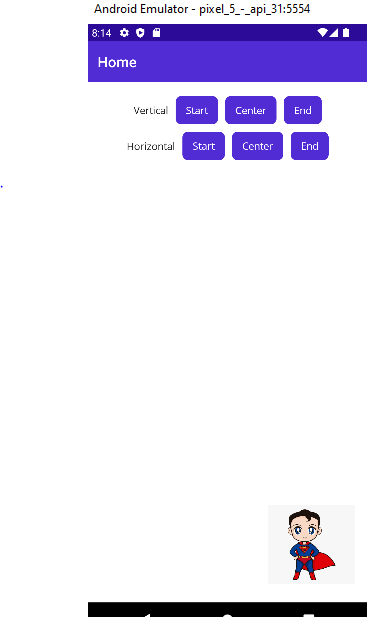 Android Emulator - pixel_5_-_api_31:5554
8:14
Home
Vertical Start Center End
Horizontal Start Center End